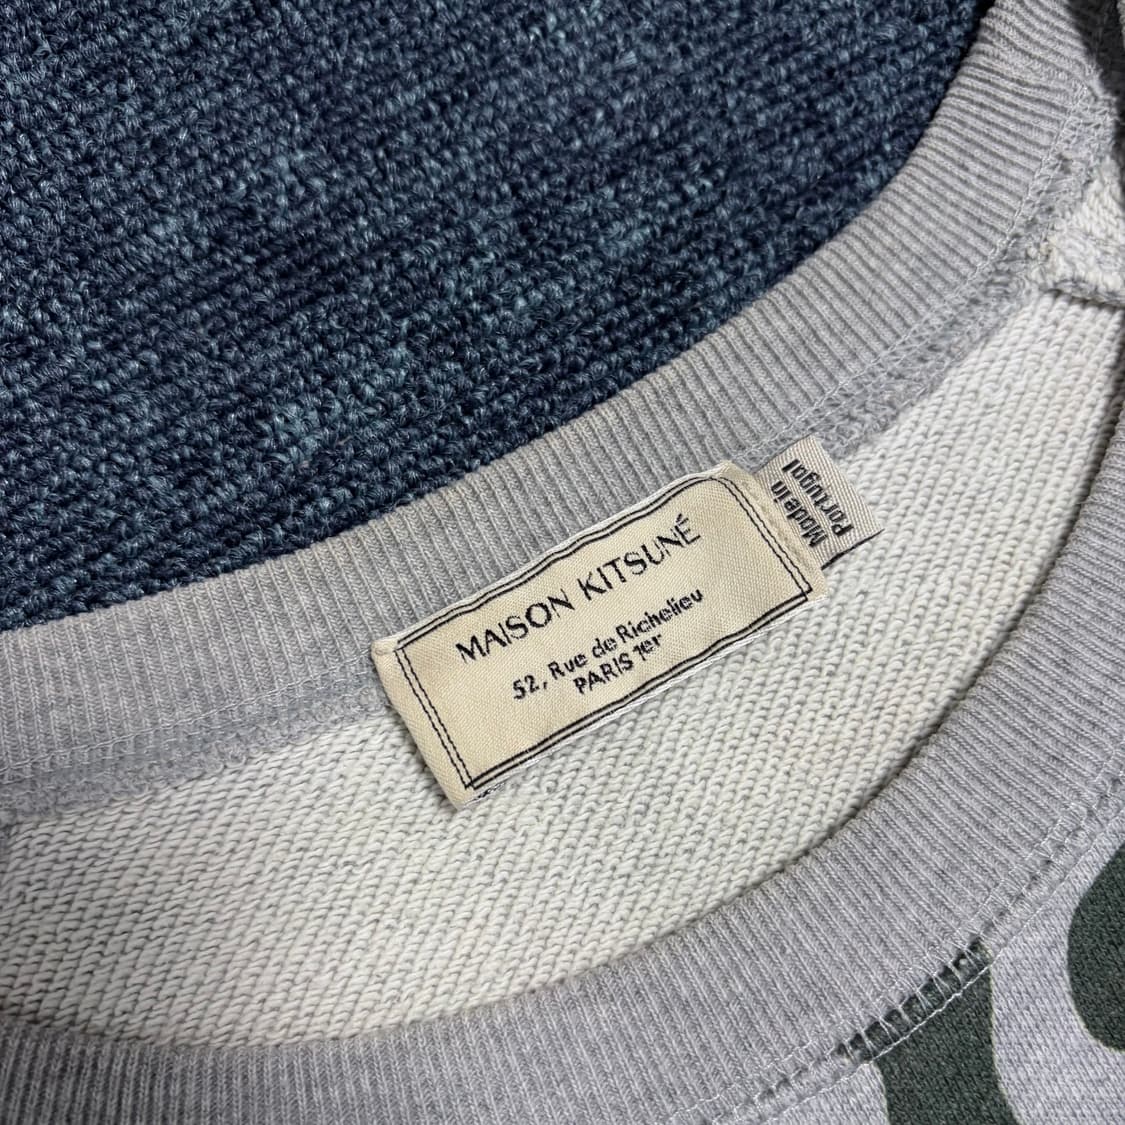 MAISON KITSUNÉ
52, Rue de Richelieu
PARIS 1er
Made in
Portugal